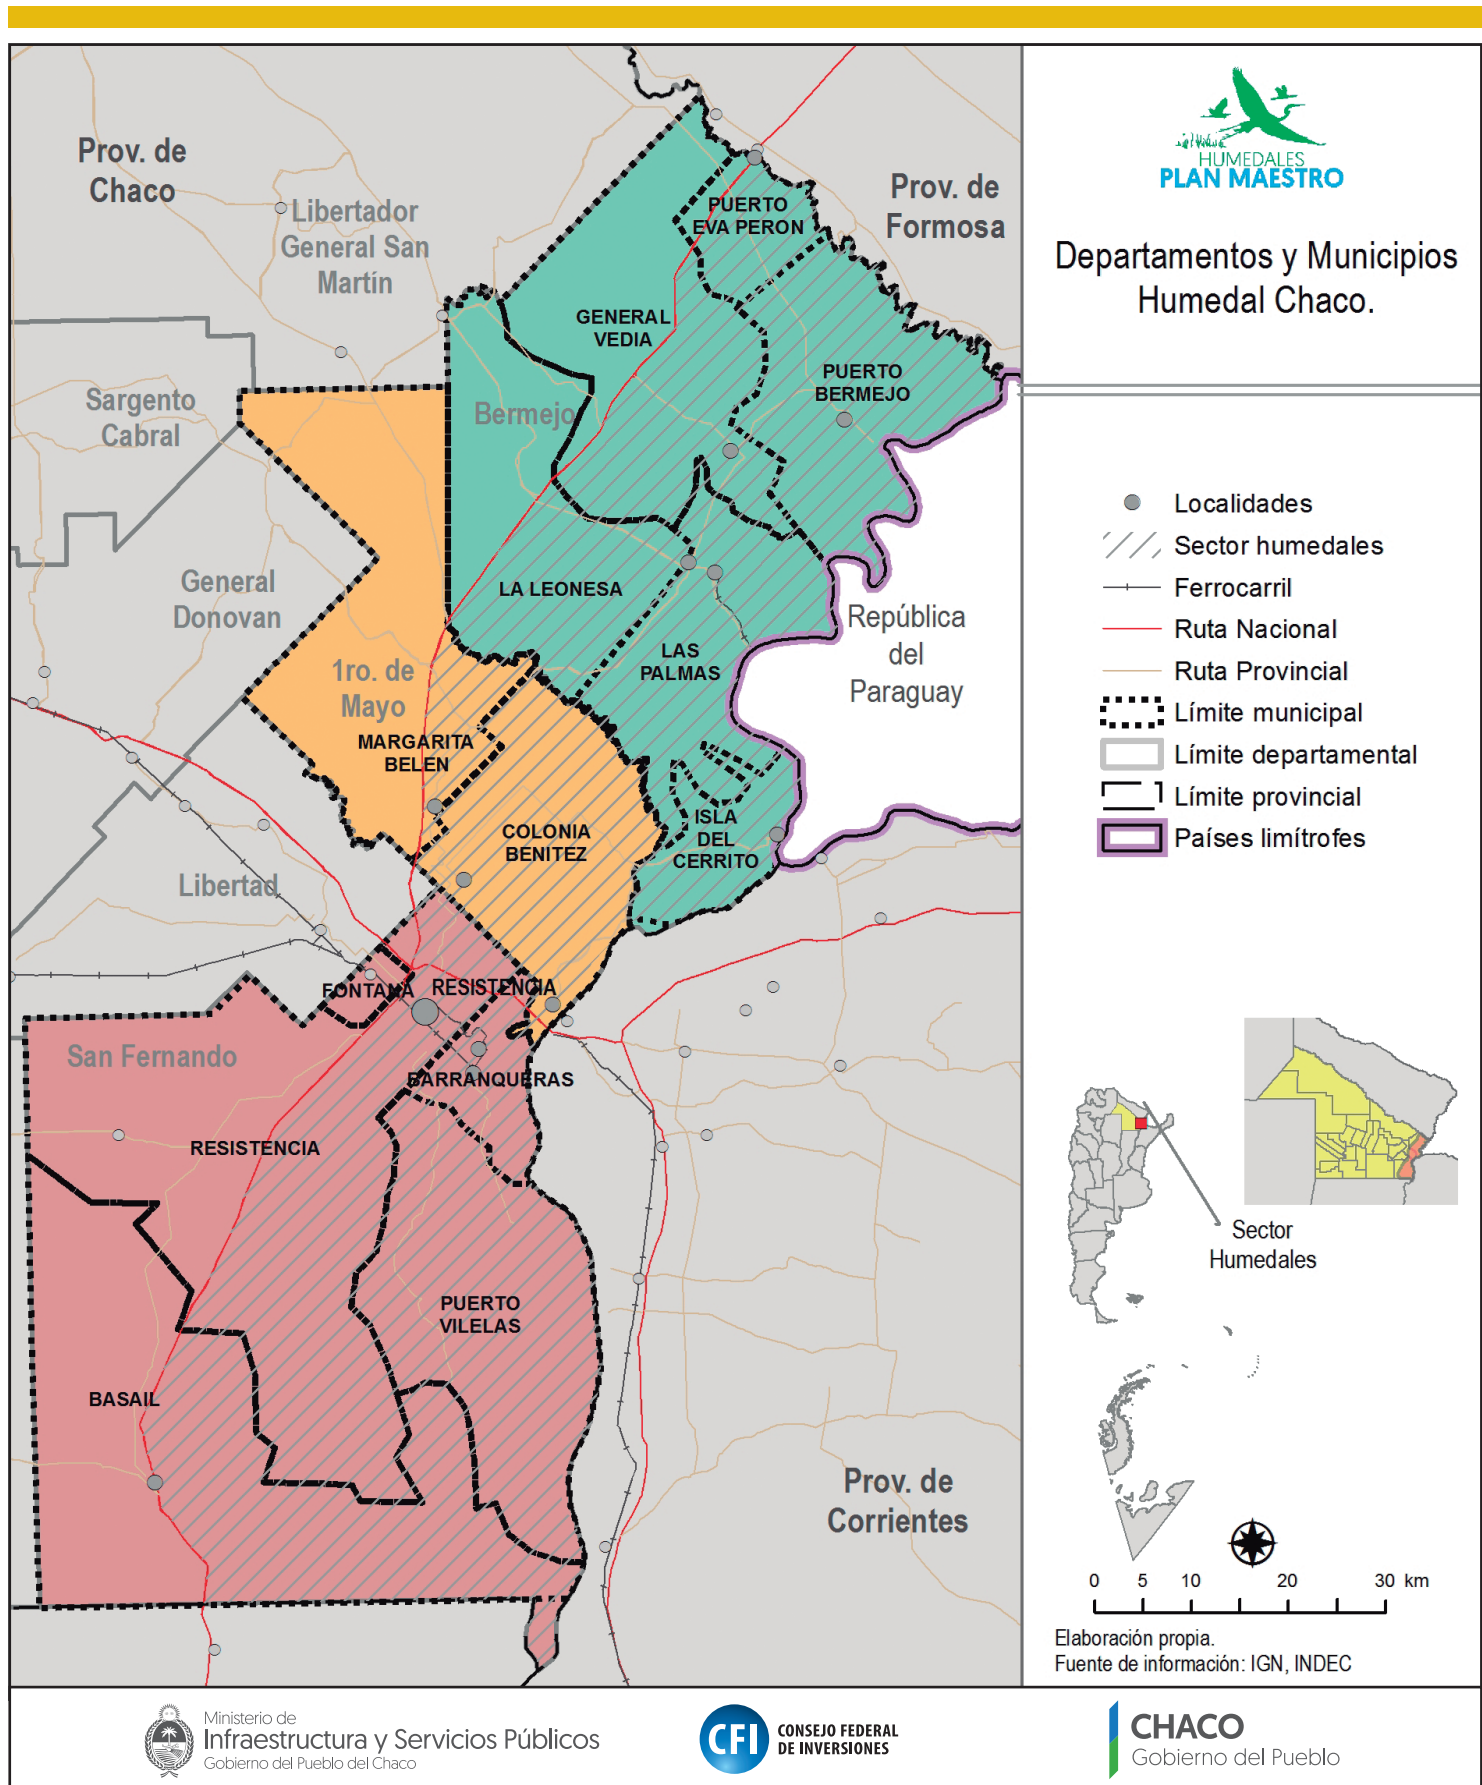 Prov. de
Chaco
Libertador
General San
Martín
Prov. de
Formosa
PUERTO
EVA PERON
GENERAL
VEDIA
PUERTO
BERMEJO
Bermejo
Sargento
Cabral
General
Donovan
LA LEONESA
República
del
Paraguay
LAS
PALMAS
1ro. de
Mayo
MARGARITA
BELEN
COLONIA
BENITEZ
ISLA
DEL
CERRITO
Libertad
FONTANA
RESISTENCIA
San Fernando
BARRANQUERAS
RESISTENCIA
PUERTO
VILELAS
BASAIL
Prov. de
Corrientes
HUMEDALES
PLAN MAESTRO
Departamentos y Municipios
Humedal Chaco.
Localidades
Sector humedales
Ferrocarril
Ruta Nacional
Ruta Provincial
Límite municipal
Límite departamental
Límite provincial
Países limítrofes
Sector
Humedales
0 5 10 20 30 km
Elaboración propia.
Fuente de información: IGN, INDEC
Ministerio de
Infraestructura y Servicios Públicos
Gobierno del Pueblo del Chaco
CFI
CONSEJO FEDERAL
DE INVERSIONES
CHACO
Gobierno del Pueblo